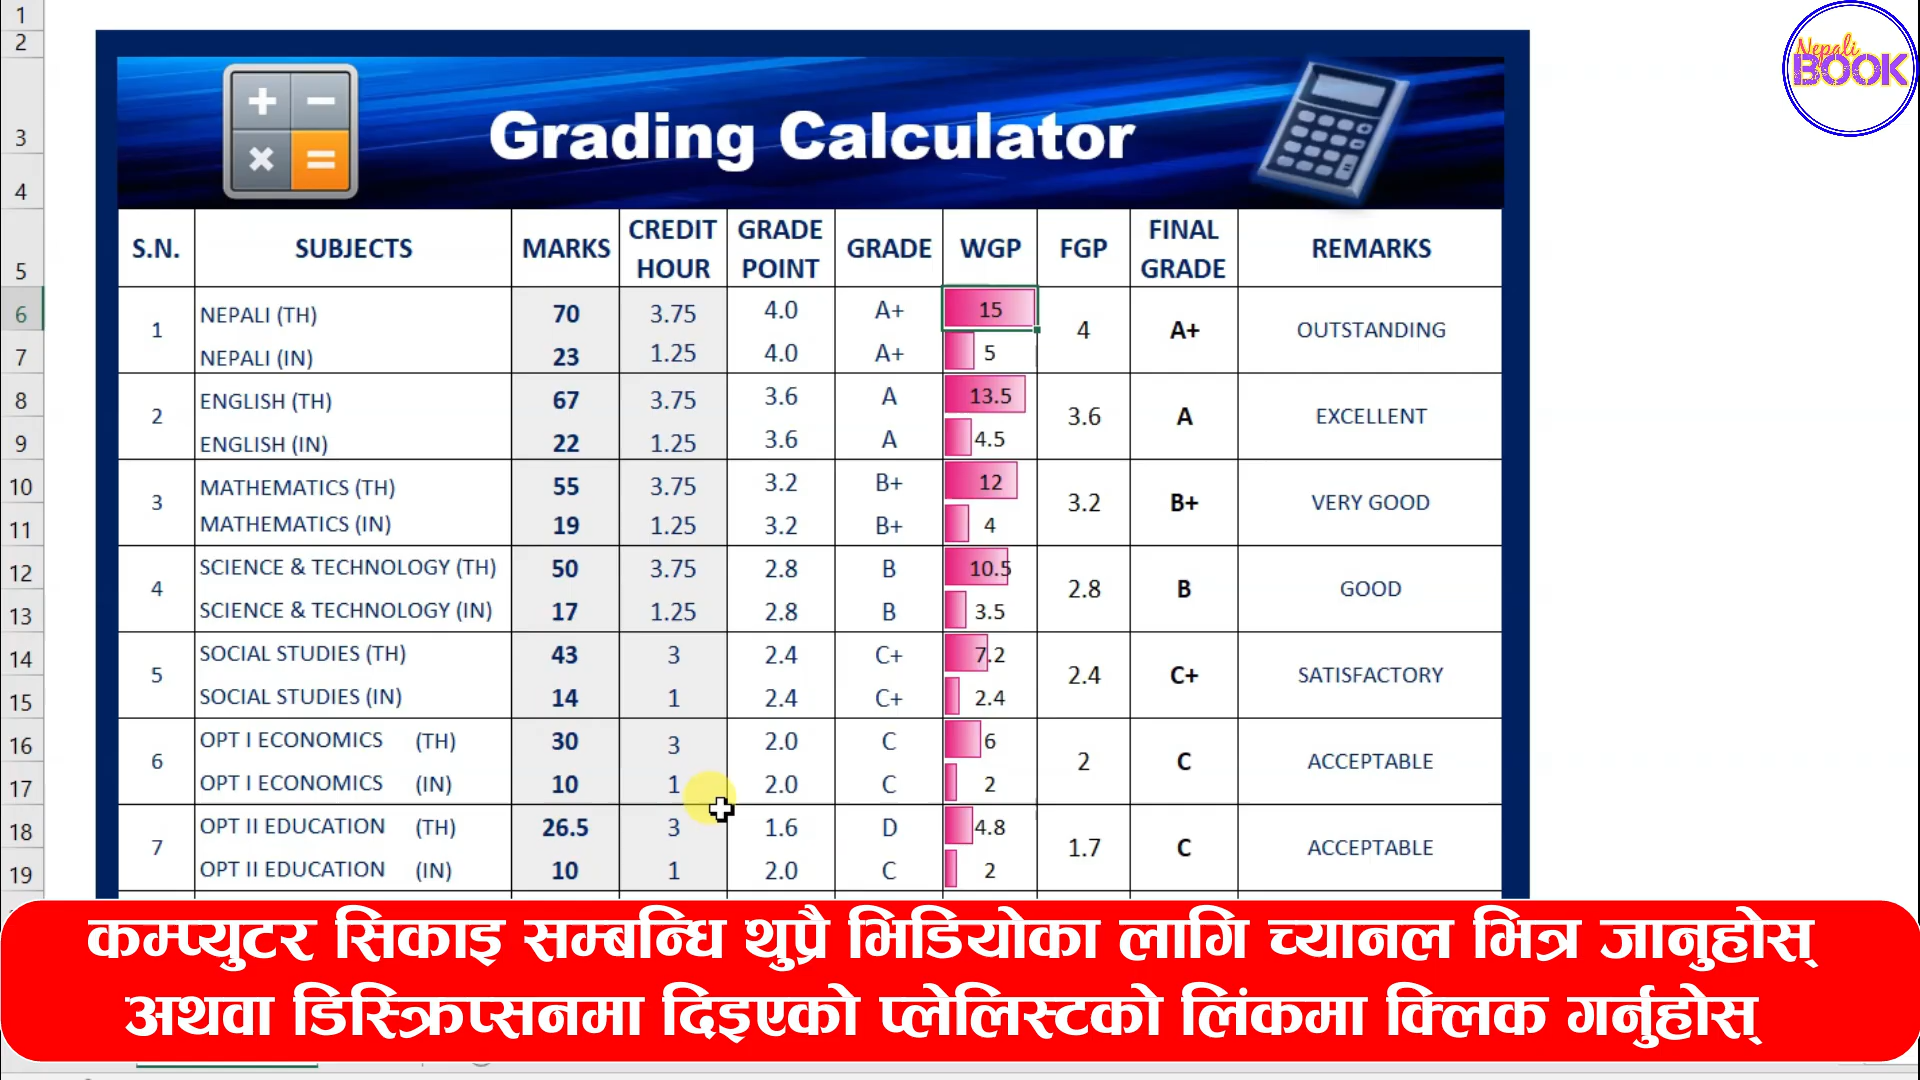 1
2
3
4
5
6
7
8
9
10
11
12
13
14
15
16
17
18
19
Nepali
BOOK
Grading Calculator
S.N. SUBJECTS MARKS CREDIT HOUR GRADE POINT GRADE WGP FGP FINAL GRADE REMARKS
1 NEPALI (TH) 70 3.75 4.0 A+ 15 4 A+ OUTSTANDING
NEPALI (IN) 23 1.25 4.0 A+ 5
2 ENGLISH (TH) 67 3.75 3.6 A 13.5 3.6 A EXCELLENT
ENGLISH (IN) 22 1.25 3.6 A 4.5
3 MATHEMATICS (TH) 55 3.75 3.2 B+ 12 3.2 B+ VERY GOOD
MATHEMATICS (IN) 19 1.25 3.2 B+ 4
4 SCIENCE & TECHNOLOGY (TH) 50 3.75 2.8 B 10.5 2.8 B GOOD
SCIENCE & TECHNOLOGY (IN) 17 1.25 2.8 B 3.5
5 SOCIAL STUDIES (TH) 43 3 2.4 C+ 7.2 2.4 C+ SATISFACTORY
SOCIAL STUDIES (IN) 14 1 2.4 C+ 2.4
6 OPT I ECONOMICS (TH) 30 3 2.0 C 6 2 C ACCEPTABLE
OPT I ECONOMICS (IN) 10 1 2.0 C 2
7 OPT II EDUCATION (TH) 26.5 3 1.6 D 4.8 1.7 C ACCEPTABLE
OPT II EDUCATION (IN) 10 1 2.0 C 2
कम्प्युटर सिकाइ सम्बन्धि थुप्रै भिडियोका लागि च्यानल भित्र जानुहोस्
अथवा डिस्क्रिप्सनमा दिइएको प्लेलिस्टको लिंकमा क्लिक गर्नुहोस्